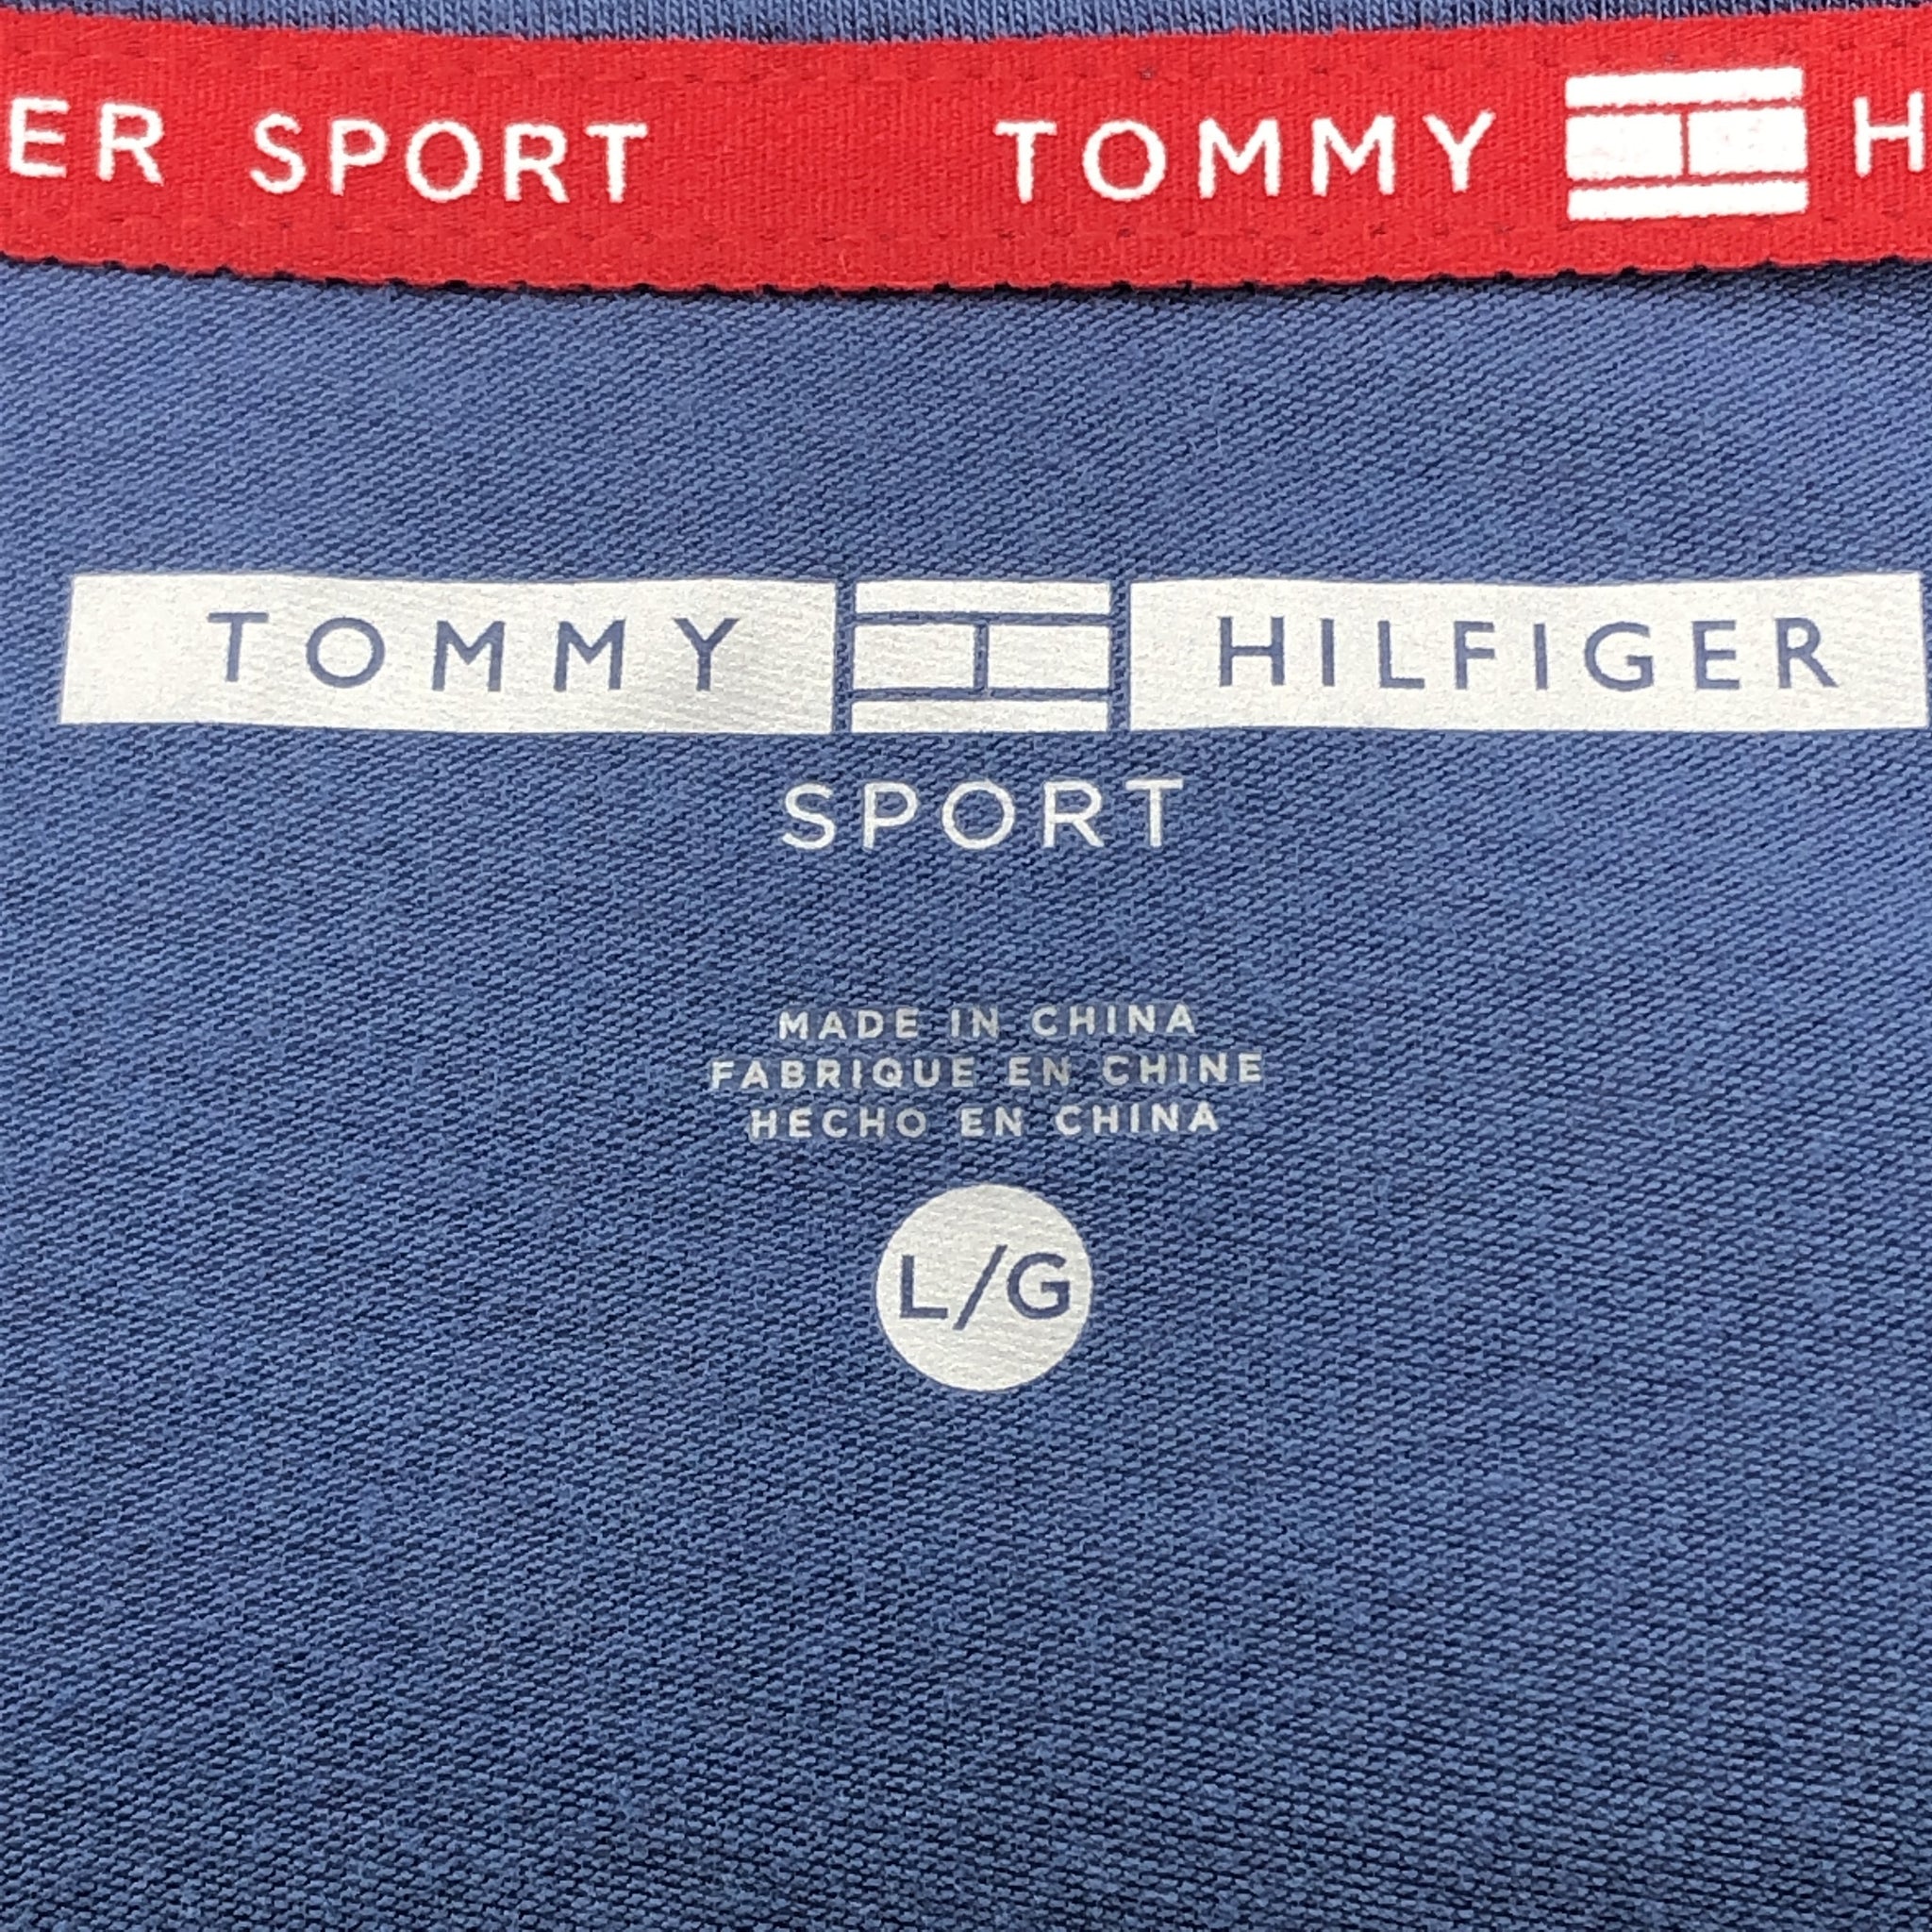 ER SPORT TOMMY H
TOMMY HILFIGER
SPORT
MADE IN CHINA
FABRIQUE EN CHINE
HECHO EN CHINA
L/G